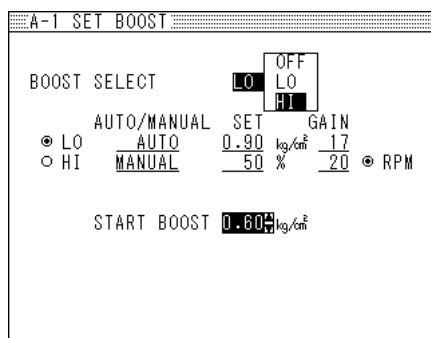 A-1 SET BOOST
OFF
BOOST SELECT LO LO
HI
AUTO/MANUAL SET GAIN
LO AUTO 0.90 kg/cm² 17
HI MANUAL 50 % 20 RPM
START BOOST 0.60 kg/cm²